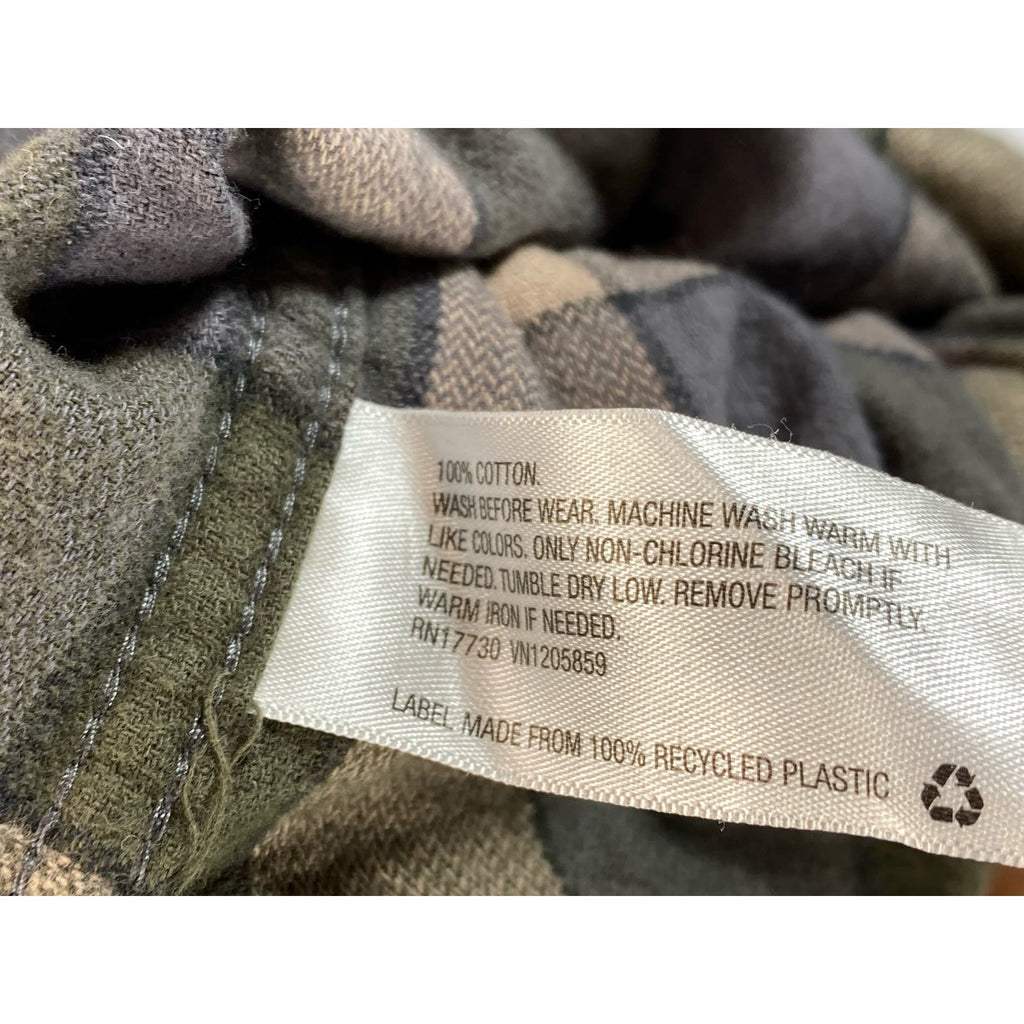 100% COTTON.
WASH BEFORE WEAR. MACHINE WASH WARM WITH
LIKE COLORS. ONLY NON-CHLORINE BLEACH IF
NEEDED. TUMBLE DRY LOW. REMOVE PROMPTLY.
WARM IRON IF NEEDED.
RN17730 VN1205859
LABEL MADE FROM 100% RECYCLED PLASTIC